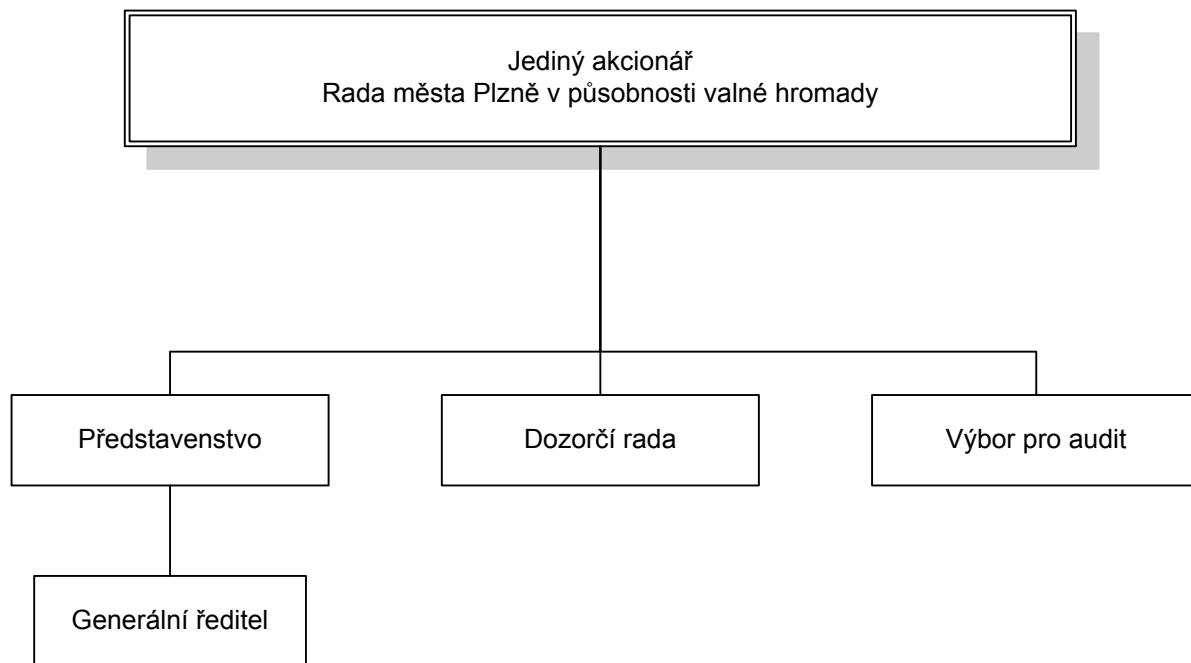 Jediný akcionář
Rada města Plzně v působnosti valné hromady
Představenstvo
Dozorčí rada
Výbor pro audit
Generální ředitel